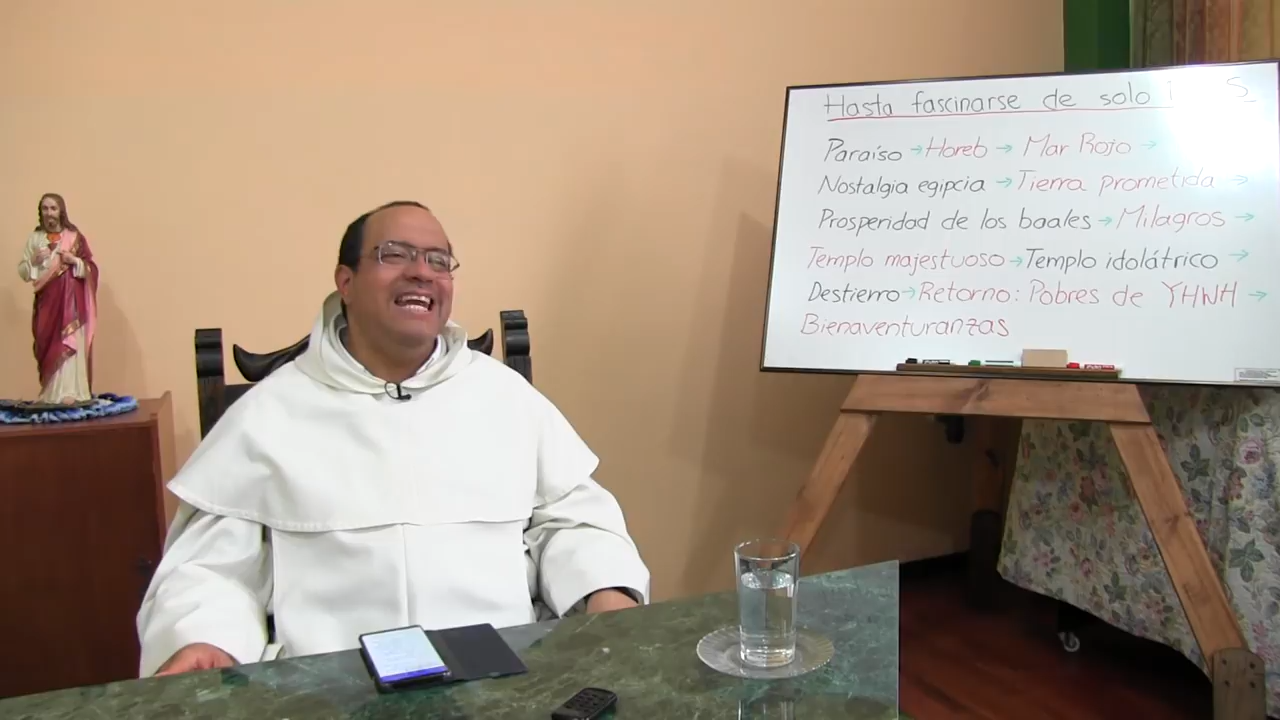 Hasta fascinarse de solo
Paraíso → Horeb → Mar Rojo →
Nostalgia egipcia → Tierra prometida →
Prosperidad de los baales → Milagros →
Templo majestuoso → Templo idolátrico →
Destierro → Retorno: Pobres de YHWH →
Bienaventuranzas